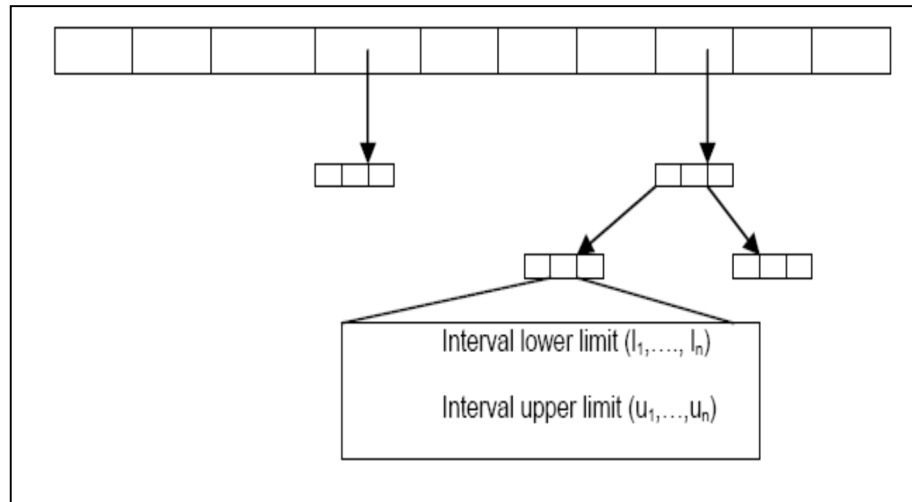 Interval lower limit (l₁,…., lₙ)
Interval upper limit (u₁,…,uₙ)